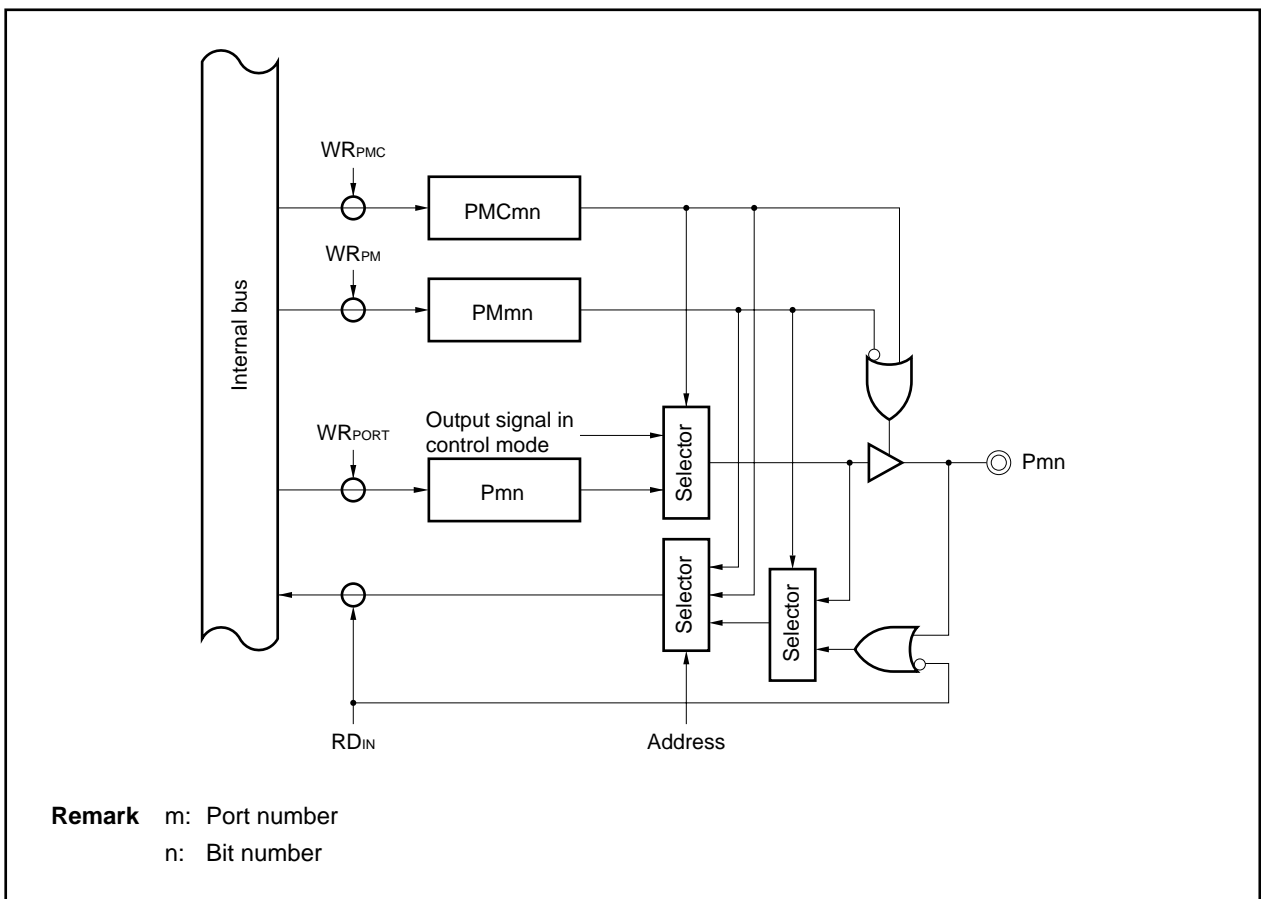 WRPMC
PMCmn
WRPM
PMmn
Internal bus
Output signal in
control mode
WRPORT
Pmn
Selector
Pmn
Selector
Selector
RDIN
Address
Remark m: Port number
n: Bit number